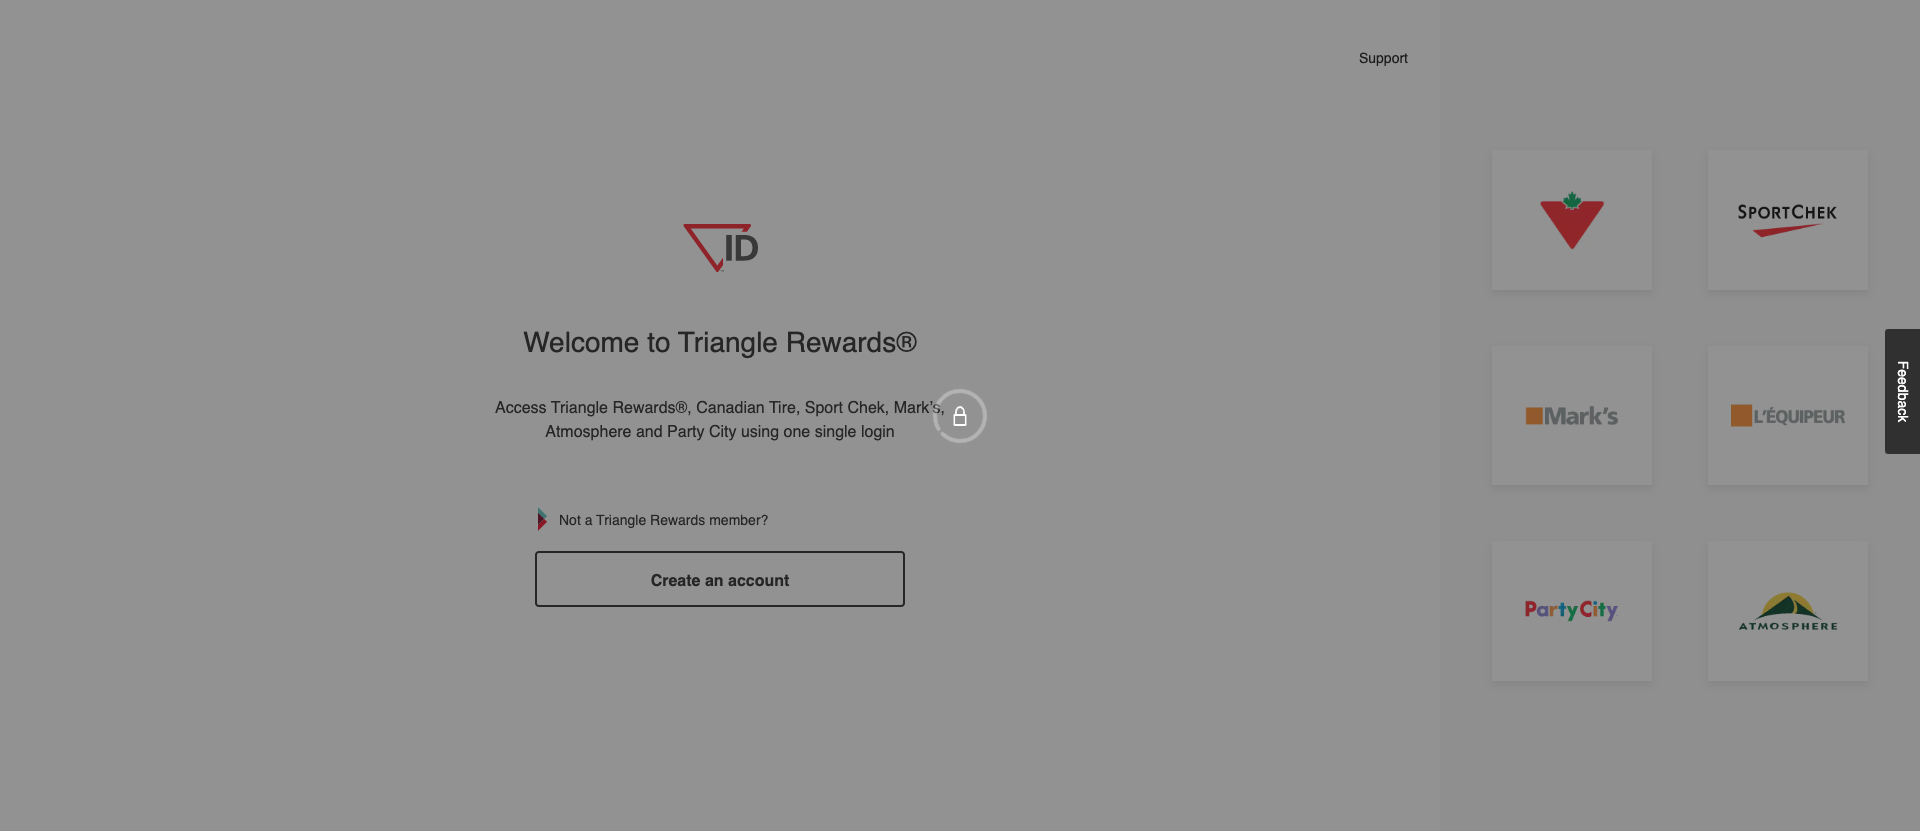 Support
ID
Welcome to Triangle Rewards®
Access Triangle Rewards®, Canadian Tire, Sport Chek, Mark's,
Atmosphere and Party City using one single login
Not a Triangle Rewards member?
Create an account
SPORTCHEK
Mark's
L'ÉQUIPEUR
Party City
ATMOSPHERE
Feedback